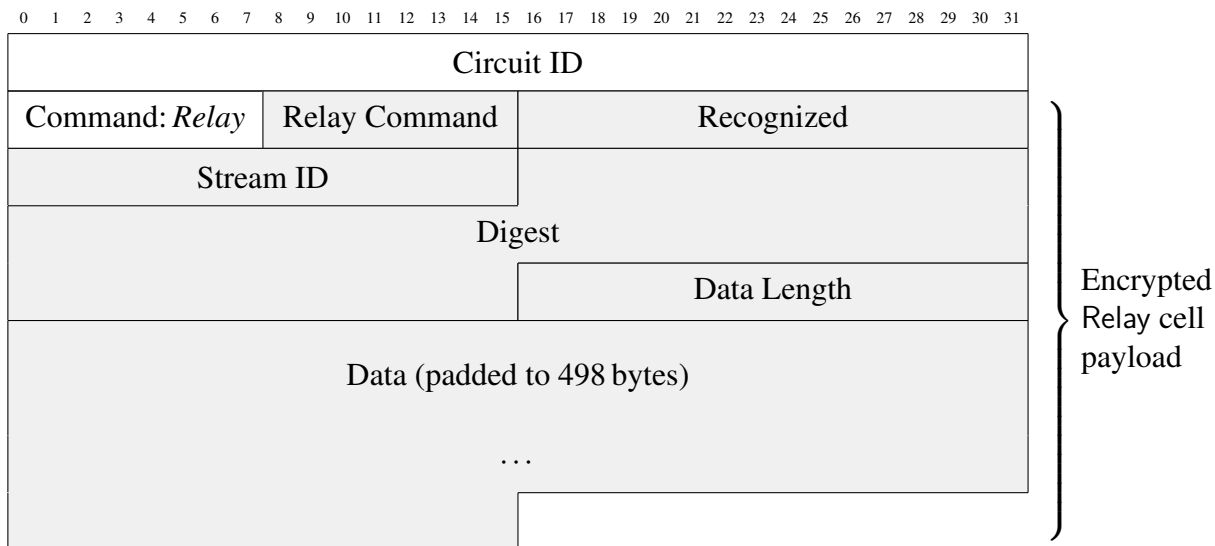 0 1 2 3 4 5 6 7 8 9 10 11 12 13 14 15 16 17 18 19 20 21 22 23 24 25 26 27 28 29 30 31
Circuit ID
Command: Relay Relay Command Recognized
Stream ID
Digest
Data Length
Data (padded to 498 bytes)
...
Encrypted
Relay cell
payload